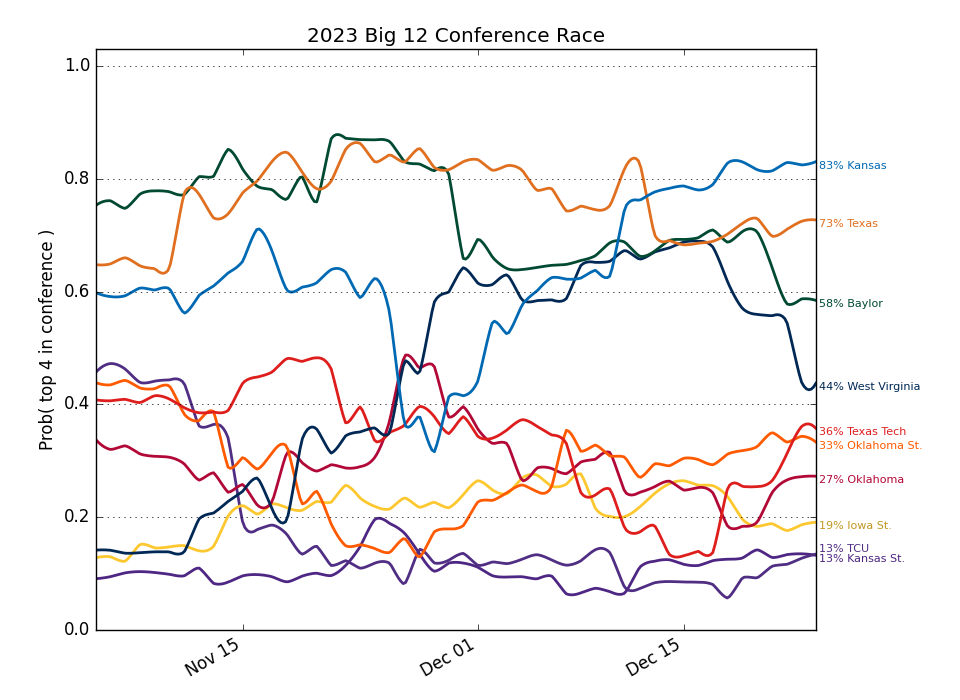 2023 Big 12 Conference Race
Prob( top 4 in conference )
1.0
0.8
0.6
0.4
0.2
0.0
Nov 15
Dec 01
Dec 15
83% Kansas
73% Texas
58% Baylor
44% West Virginia
36% Texas Tech
33% Oklahoma St.
27% Oklahoma
19% Iowa St.
13% TCU
13% Kansas St.